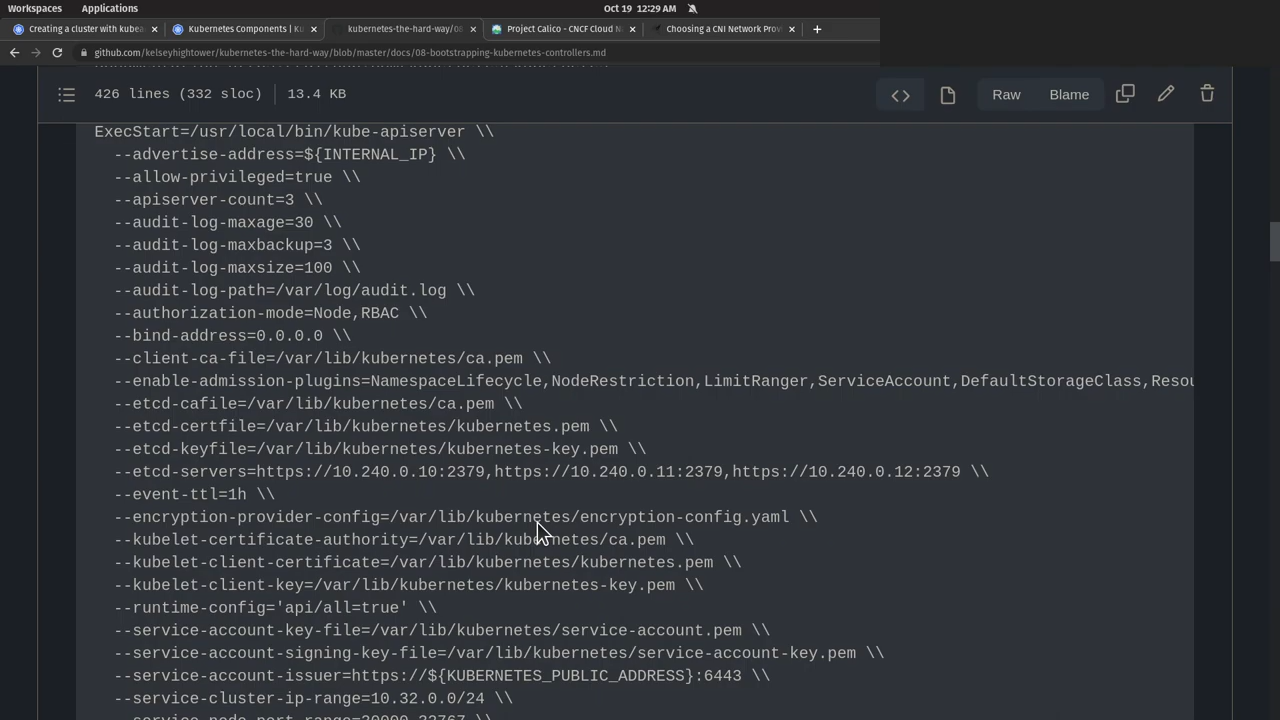 Workspaces Applications Oct 19 12:29 AM
Creating a cluster with kubea Kubernetes Components | Ku kubernetes-the-hard-way/08 Project Calico - CNCF Cloud N Choosing a CNI Network Prov
github.com/kelseyhightower/kubernetes-the-hard-way/blob/master/docs/08-bootstrapping-kubernetes-controllers.md
426 lines (332 sloc) 13.4 KB Raw Blame
ExecStart=/usr/local/bin/kube-apiserver \\
--advertise-address=${INTERNAL_IP} \\
--allow-privileged=true \\
--apiserver-count=3 \\
--audit-log-maxage=30 \\
--audit-log-maxbackup=3 \\
--audit-log-maxsize=100 \\
--audit-log-path=/var/log/audit.log \\
--authorization-mode=Node,RBAC \\
--bind-address=0.0.0.0 \\
--client-ca-file=/var/lib/kubernetes/ca.pem \\
--enable-admission-plugins=NamespaceLifecycle,NodeRestriction,LimitRanger,ServiceAccount,DefaultStorageClass,Resou
--etcd-cafile=/var/lib/kubernetes/ca.pem \\
--etcd-certfile=/var/lib/kubernetes/kubernetes.pem \\
--etcd-keyfile=/var/lib/kubernetes/kubernetes-key.pem \\
--etcd-servers=https://10.240.0.10:2379,https://10.240.0.11:2379,https://10.240.0.12:2379 \\
--event-ttl=1h \\
--encryption-provider-config=/var/lib/kubernetes/encryption-config.yaml \\
--kubelet-certificate-authority=/var/lib/kubernetes/ca.pem \\
--kubelet-client-certificate=/var/lib/kubernetes/kubernetes.pem \\
--kubelet-client-key=/var/lib/kubernetes/kubernetes-key.pem \\
--runtime-config='api/all=true' \\
--service-account-key-file=/var/lib/kubernetes/service-account.pem \\
--service-account-signing-key-file=/var/lib/kubernetes/service-account-key.pem \\
--service-account-issuer=https://${KUBERNETES_PUBLIC_ADDRESS}:6443 \\
--service-cluster-ip-range=10.32.0.0/24 \\
--service-node-port-range=30000-32767 \\